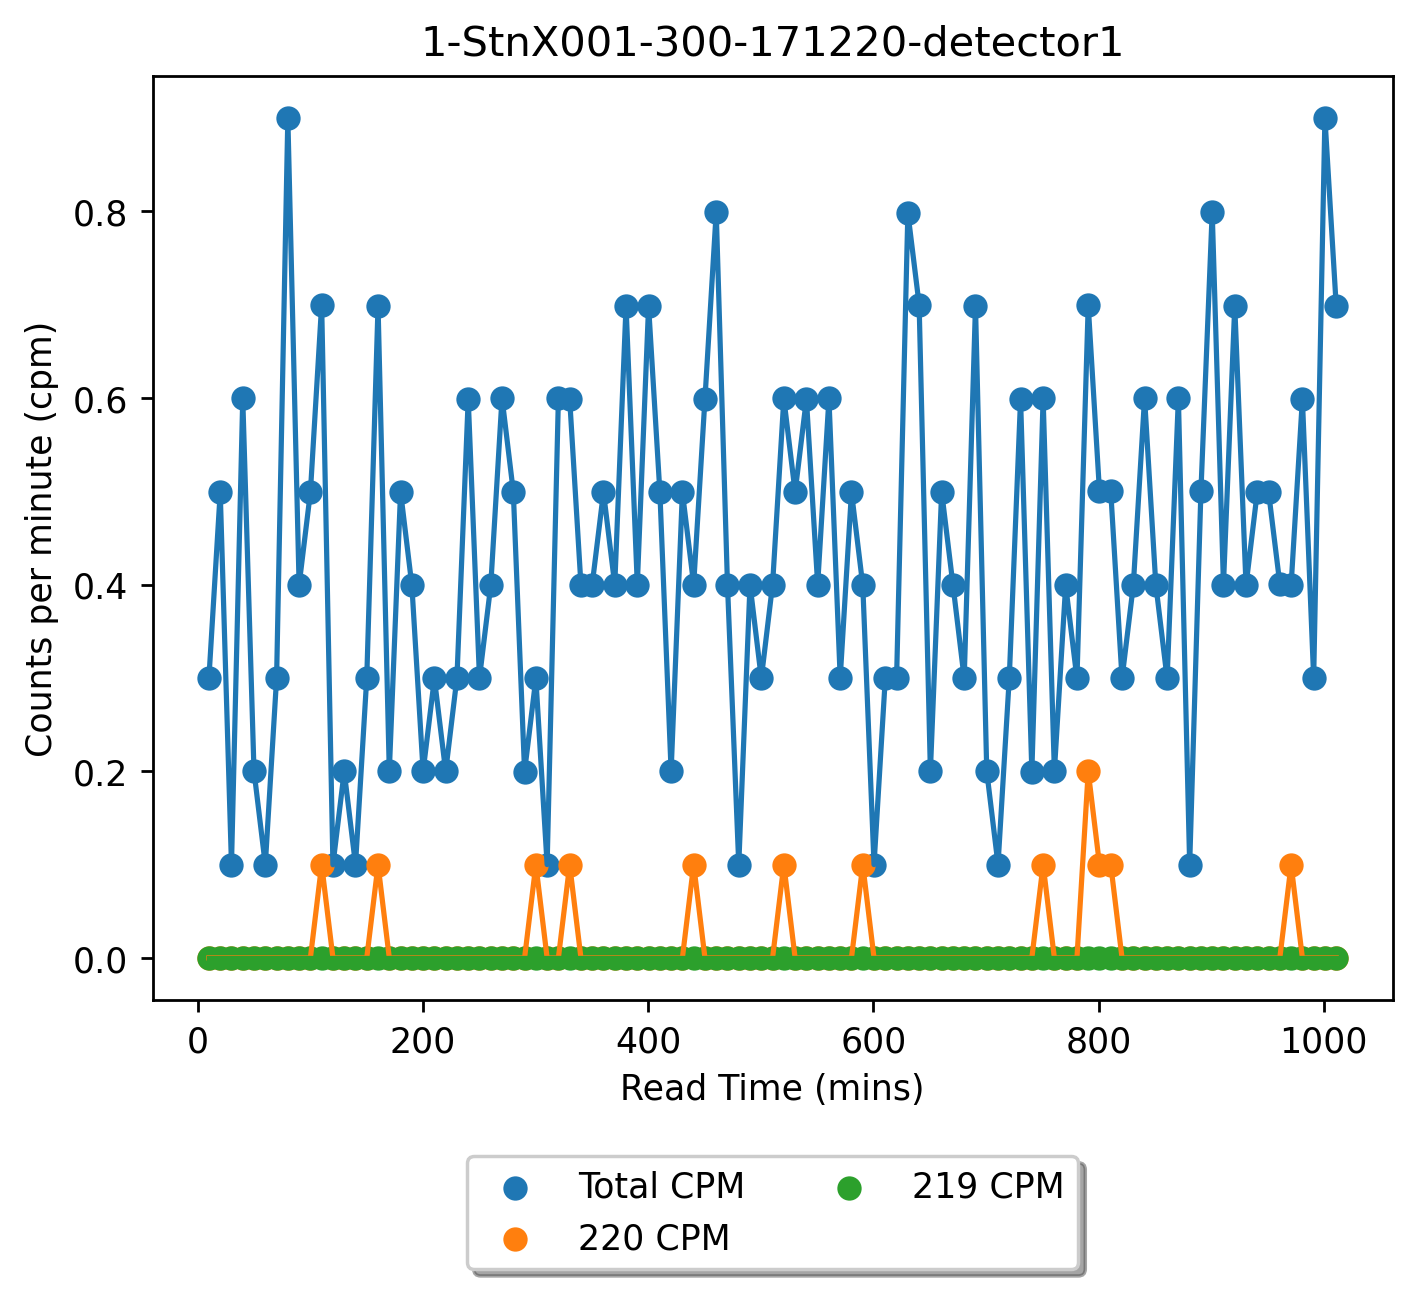 1-StnX001-300-171220-detector1
Counts per minute (cpm)
0.8
0.6
0.4
0.2
0.0
0 200 400 600 800 1000
Read Time (mins)
Total CPM 219 CPM
220 CPM